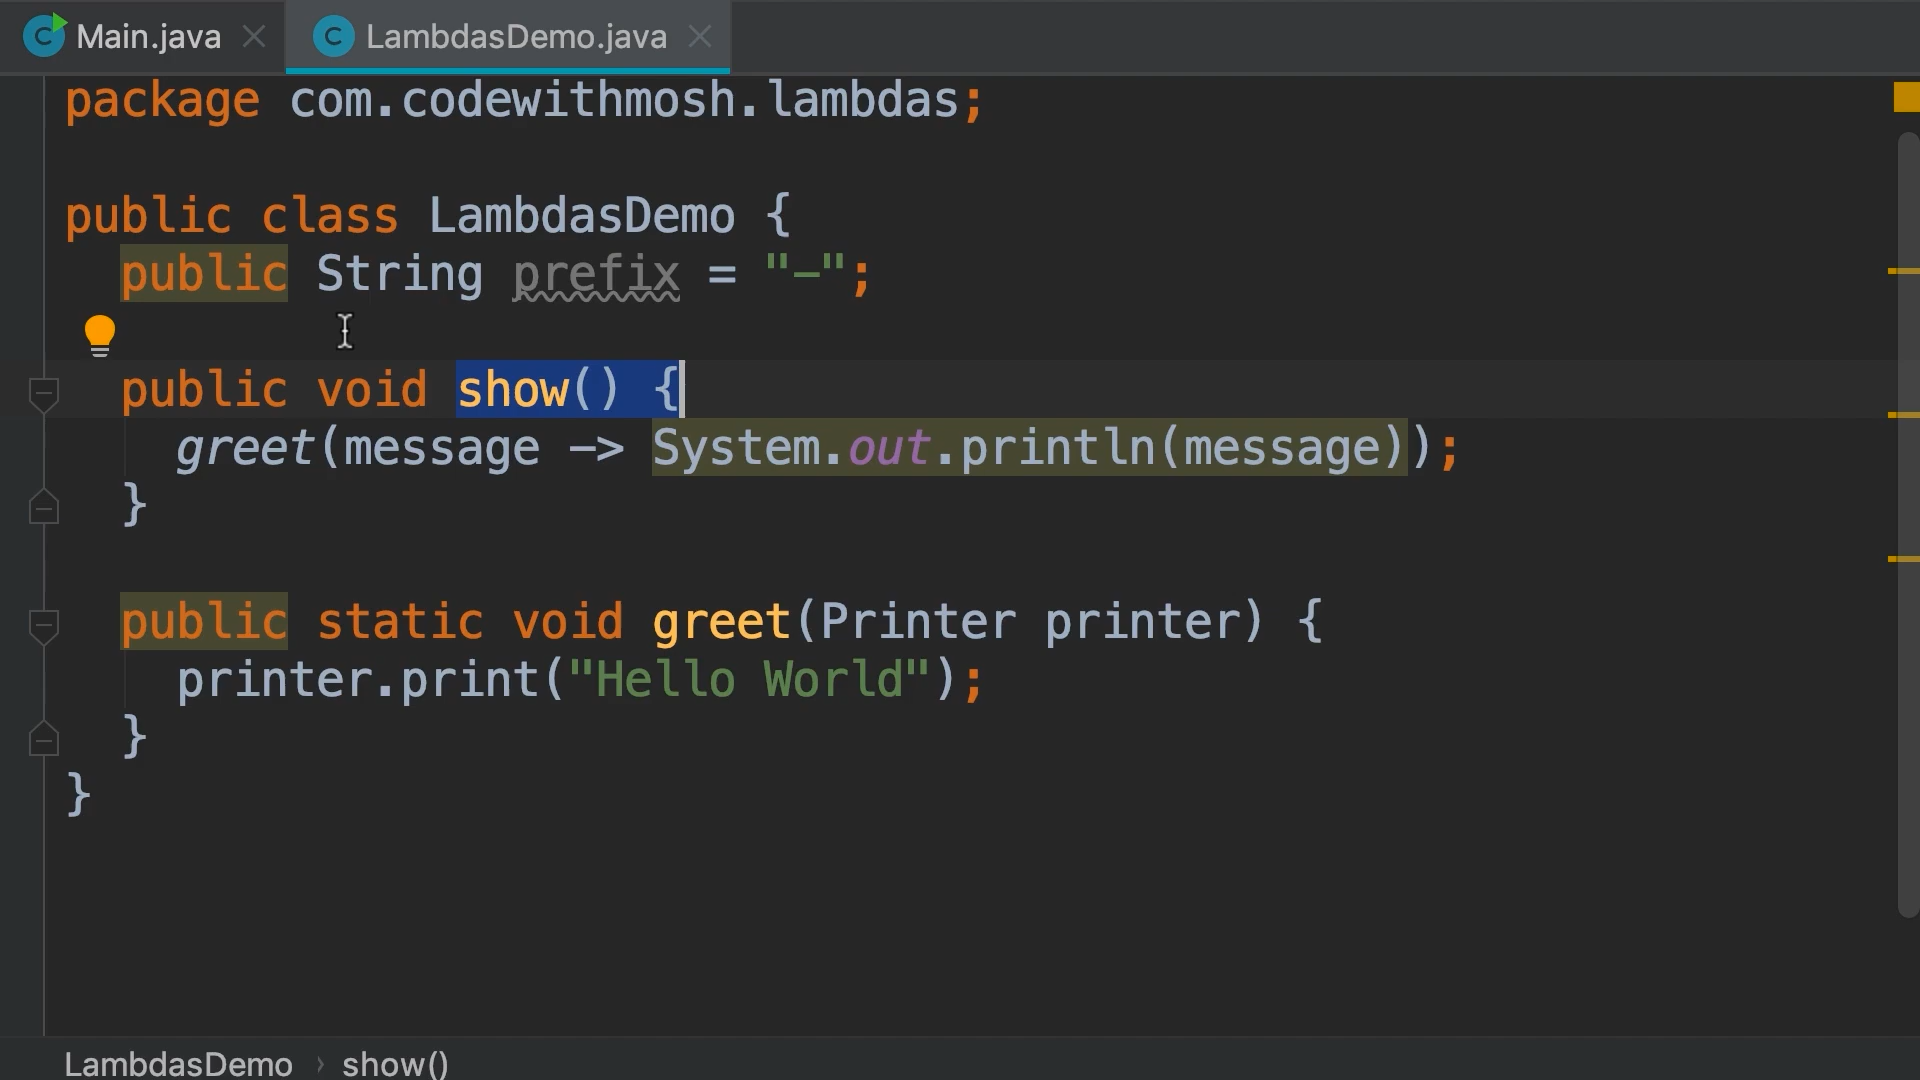 Main.java LambdasDemo.java
package com.codewithmosh.lambdas;
public class LambdasDemo {
public String prefix = "-";
public void show() {
greet(message -> System.out.println(message));
}
public static void greet(Printer printer) {
printer.print("Hello World");
}
}
LambdasDemo › show()